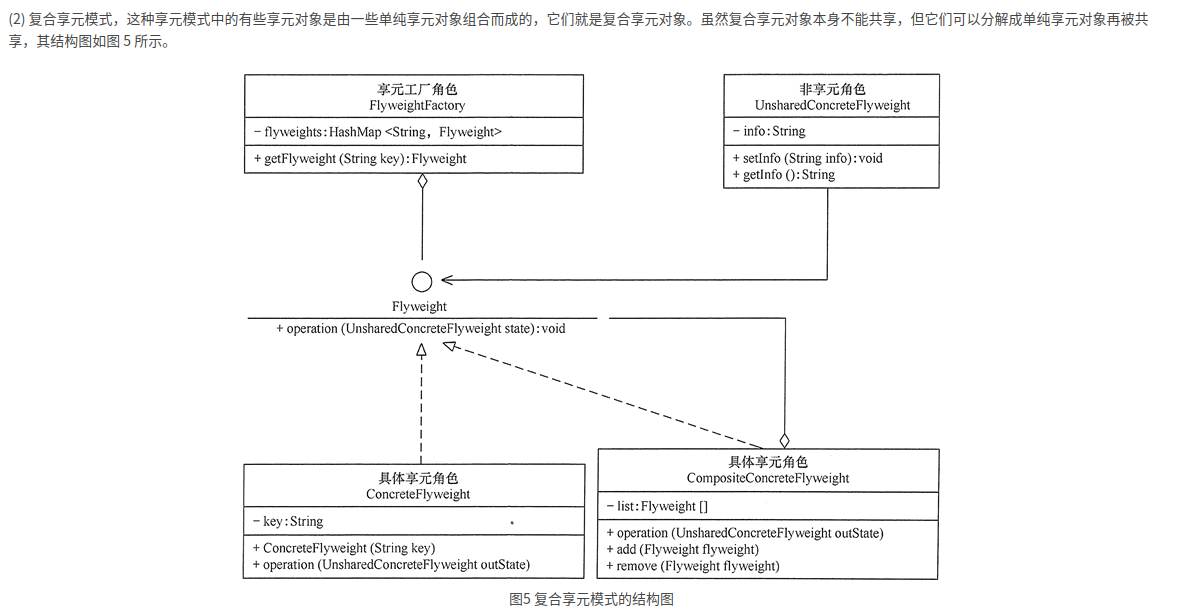 (2) 复合享元模式，这种享元模式中的有些享元对象是由一些单纯享元对象组合而成的，它们就是复合享元对象。虽然复合享元对象本身不能共享，但它们可以分解成单纯享元对象再被共
享，其结构图如图 5 所示。
享元工厂角色
FlyweightFactory
− flyweights:HashMap <String，Flyweight>
+ getFlyweight (String key):Flyweight
非享元角色
UnsharedConcreteFlyweight
− info:String
+ setInfo (String info):void
+ getInfo ():String
Flyweight
+ operation (UnsharedConcreteFlyweight state):void
具体享元角色
ConcreteFlyweight
− key:String
+ ConcreteFlyweight (String key)
+ operation (UnsharedConcreteFlyweight outState)
具体享元角色
CompositeConcreteFlyweight
− list:Flyweight []
+ operation (UnsharedConcreteFlyweight outState)
+ add (Flyweight flyweight)
+ remove (Flyweight flyweight)
图5 复合享元模式的结构图